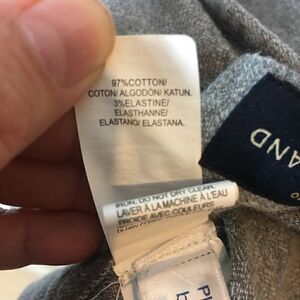 97%COTTON/
COTON/ ALGODÓN/ KATUN.
3%ELASTINE/
ELASTHANNE/
ELASTANO/ ELASTANA.
IRON. DO NOT DRY CLEAN.
LAVER À LA MACHINE À L'EAU
FROIDE AVEC COULEURS
AND